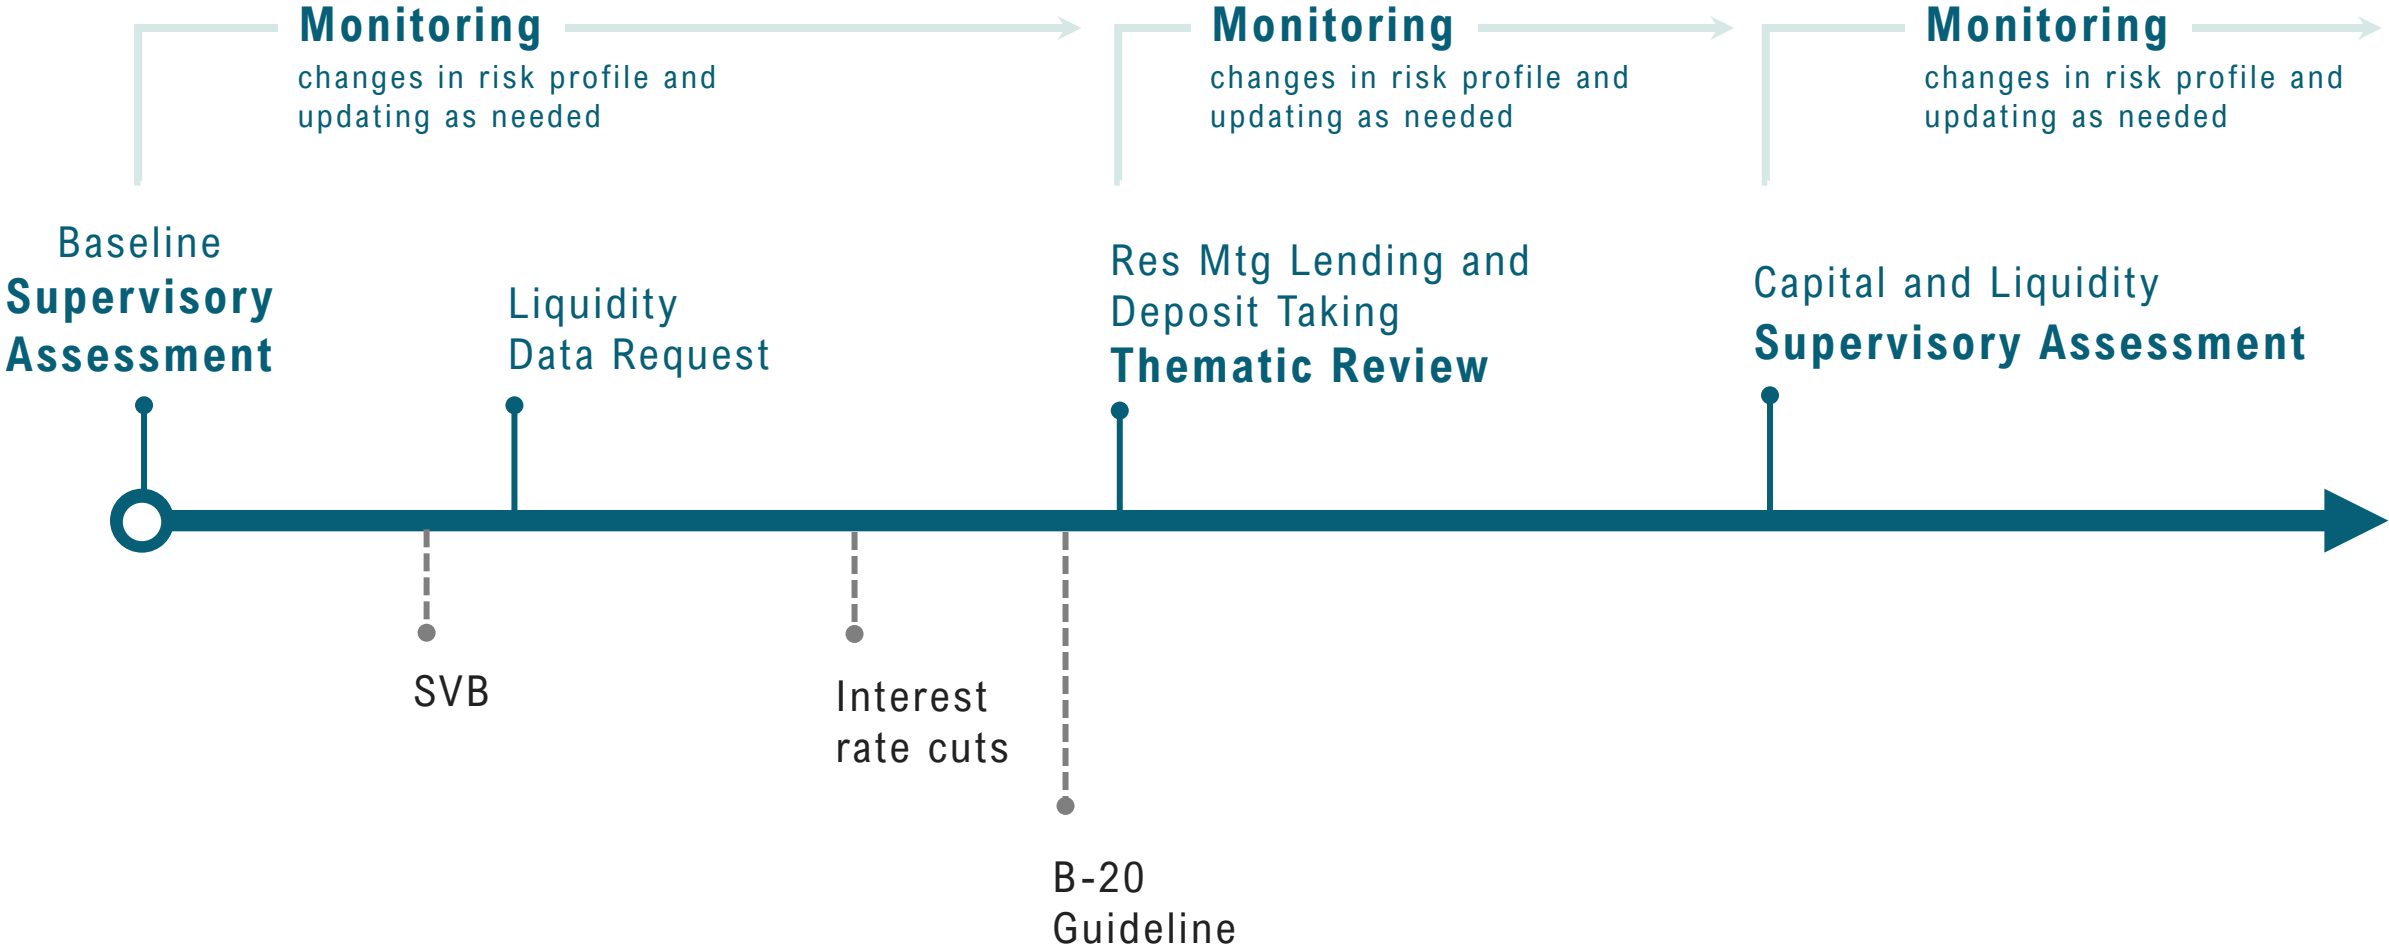 Monitoring
changes in risk profile and
updating as needed
Monitoring
changes in risk profile and
updating as needed
Monitoring
changes in risk profile and
updating as needed
Baseline
Supervisory
Assessment
Liquidity
Data Request
Res Mtg Lending and
Deposit Taking
Thematic Review
Capital and Liquidity
Supervisory Assessment
SVB
Interest
rate cuts
B-20
Guideline